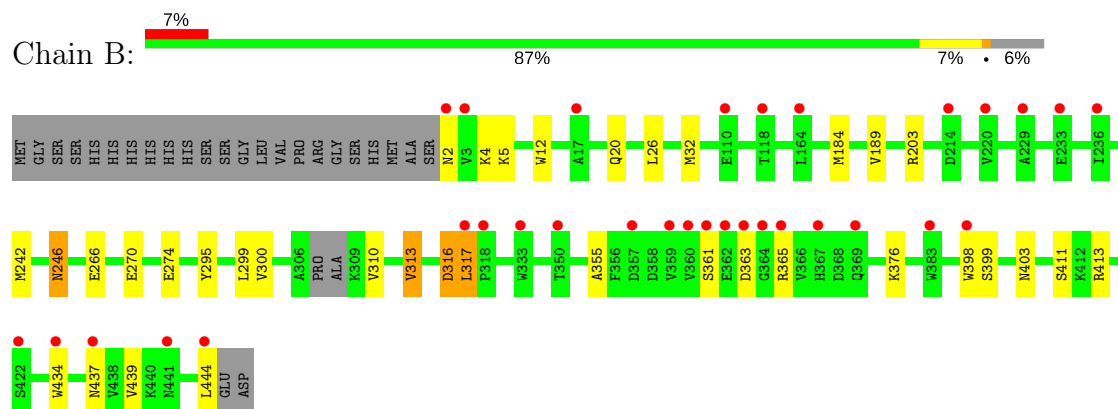 7%
Chain B:
87% 7% • 6%
MET GLY SER SER HIS HIS HIS HIS HIS HIS SER SER GLY LEU VAL PRO ARG GLY SER HIS MET ALA SER N2 V3 K4 K5 W12 A17 Q20 L26 M32 E110 T118 L164 M184 V189 R203 D214 V220 A229 E233 I236
M242 N246 E266 E270 E274 Y295 L299 V300 A306 PRO ALA K309 V310 V313 D316 L317 P318 W333 T350 A355 F356 D357 D358 V359 V360 S361 E362 D363 G364 R365 V366 H367 D368 Q369 K376 W383 W398 S399 N403 S411 K412 R413
S422 W434 N437 V438 V439 K440 N441 L444 GLU ASP